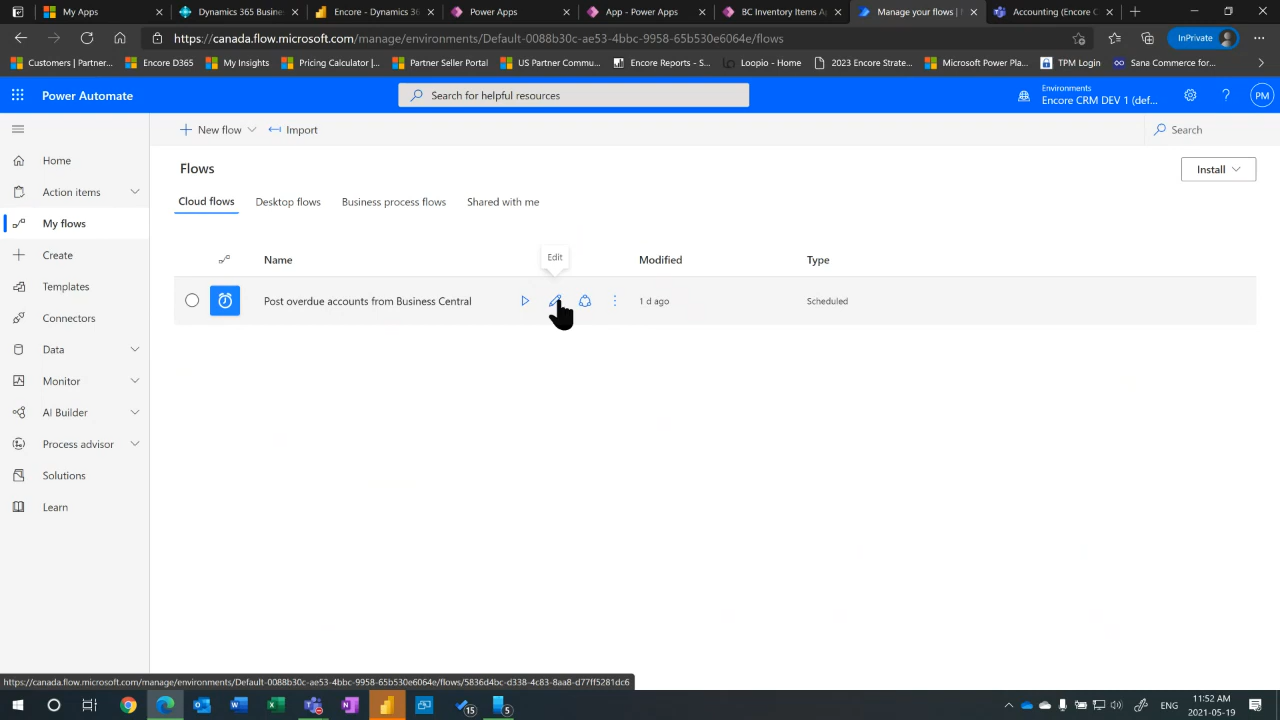 My Apps
Dynamics 365 Busine
Encore - Dynamics 36
Power Apps
App - Power Apps
BC Inventory Items A
Manage your flows |
Accounting (Encore C
https://canada.flow.microsoft.com/manage/environments/Default-0088b30c-ae53-4bbc-9958-65b530e6064e/flows
InPrivate
Customers | Partner...
Encore D365
My Insights
Pricing Calculator |...
Partner Seller Portal
US Partner Commu...
Encore Reports - S...
Loopio - Home
2023 Encore Strate...
Microsoft Power Pla...
TPM Login
Sana Commerce for...
Power Automate
Search for helpful resources
Environments
Encore CRM DEV 1 (def...
?
PM
New flow
Import
Search
Home
Action items
My flows
Create
Templates
Connectors
Data
Monitor
AI Builder
Process advisor
Solutions
Learn
Flows
Install
Cloud flows
Desktop flows
Business process flows
Shared with me
Edit
Name
Modified
Type
Post overdue accounts from Business Central
1 d ago
Scheduled
https://canada.flow.microsoft.com/manage/environments/Default-0088b30c-ae53-4bbc-9958-65b530e6064e/flows/5836d4bc-d338-4c83-8aa8-d77ff5281dc6
15
5
ENG
11:52 AM
2021-05-19